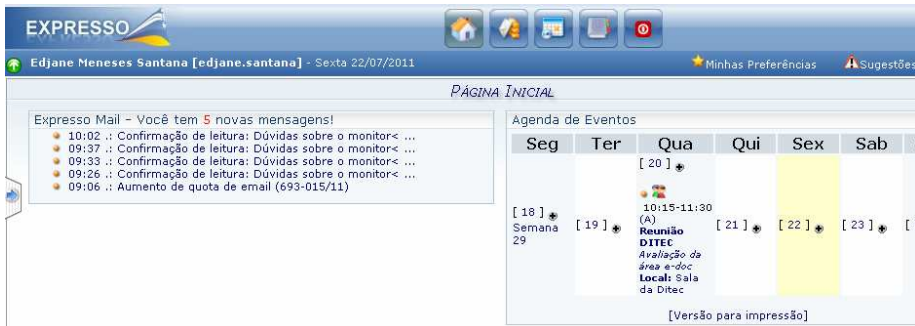 EXPRESSO
Edjane Meneses Santana [edjane.santana] - Sexta 22/07/2011
Minhas Preferências
Sugestões
PÁGINA INICIAL
Expresso Mail - Você tem 5 novas mensagens!
10:02 .: Confirmação de leitura: Dúvidas sobre o monitor< ...
09:37 .: Confirmação de leitura: Dúvidas sobre o monitor< ...
09:33 .: Confirmação de leitura: Dúvidas sobre o monitor< ...
09:26 .: Confirmação de leitura: Dúvidas sobre o monitor< ...
09:06 .: Aumento de quota de email (693-015/11)
Agenda de Eventos
Seg Ter Qua Qui Sex Sab
[ 18 ]
Semana
29
[ 19 ]
[ 20 ]
10:15-11:30
(A)
Reunião
DITEC
Avaliação da
área e-doc
Local: Sala
da Ditec
[ 21 ]
[ 22 ]
[ 23 ]
[
[Versão para impressão]